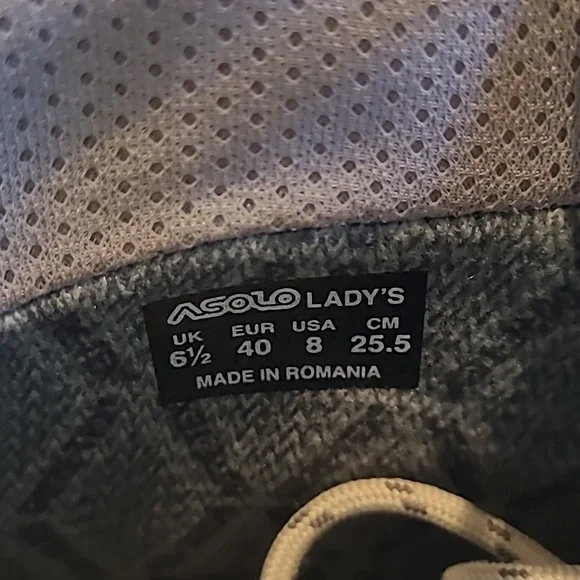 ASOLO LADY'S
UK EUR USA CM
6½ 40 8 25.5
MADE IN ROMANIA